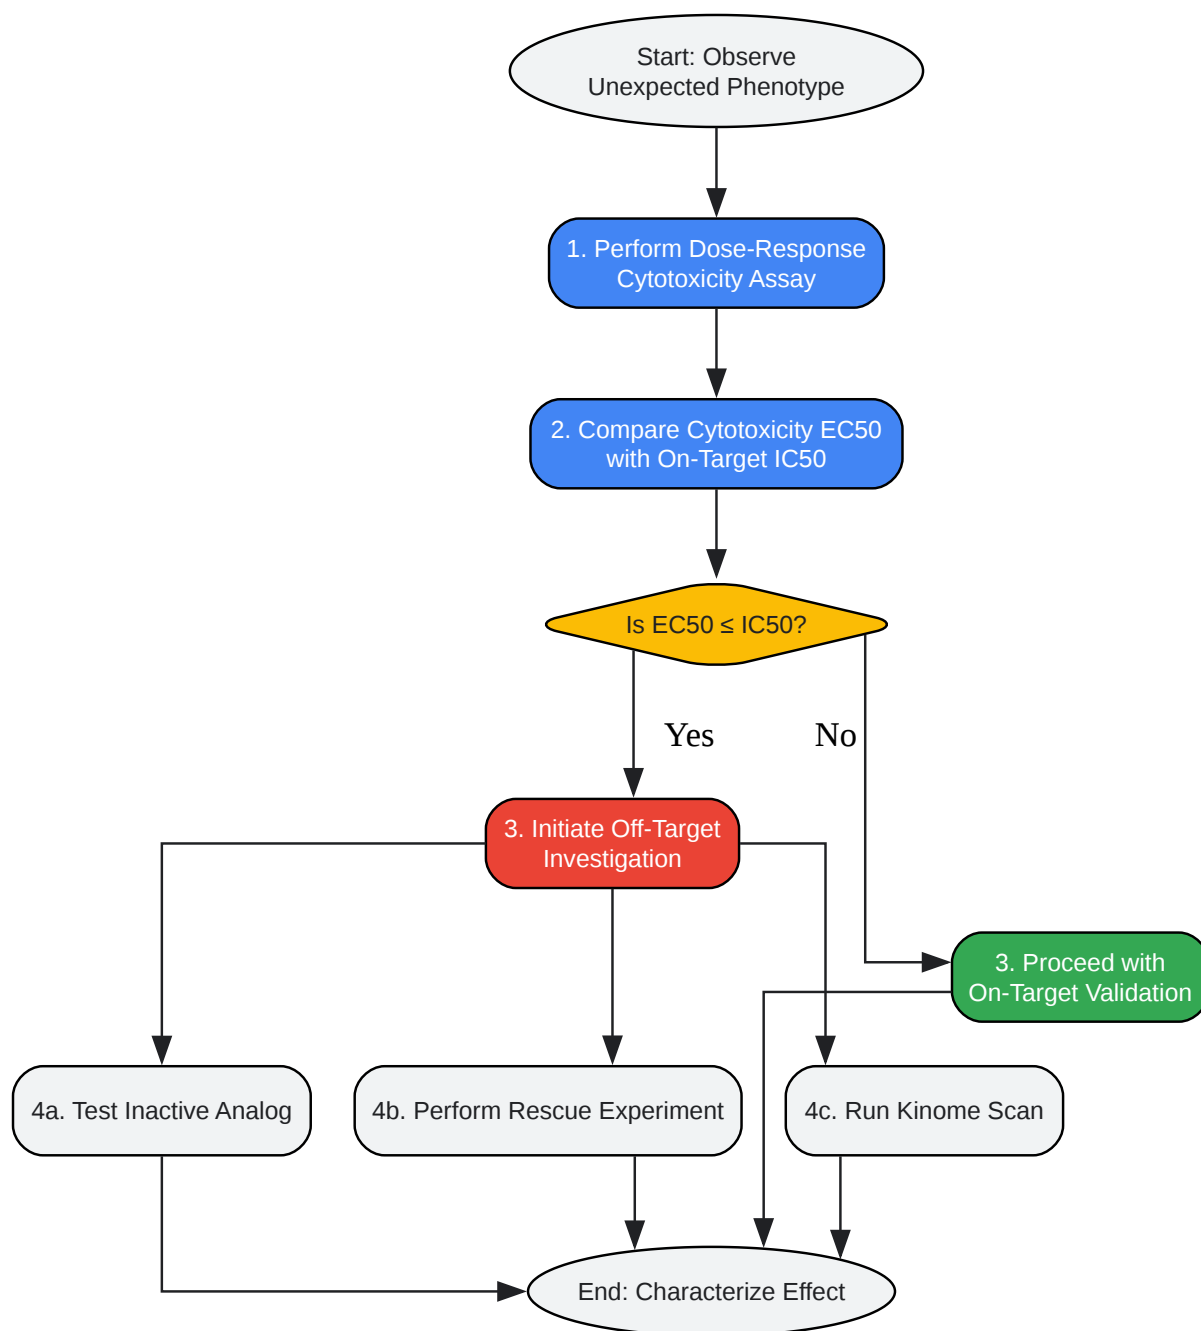 Start: Observe
Unexpected Phenotype
1. Perform Dose-Response
Cytotoxicity Assay
2. Compare Cytotoxicity EC50
with On-Target IC50
Is EC50 ≤ IC50?
Yes
No
3. Initiate Off-Target
Investigation
3. Proceed with
On-Target Validation
4a. Test Inactive Analog
4b. Perform Rescue Experiment
4c. Run Kinome Scan
End: Characterize Effect